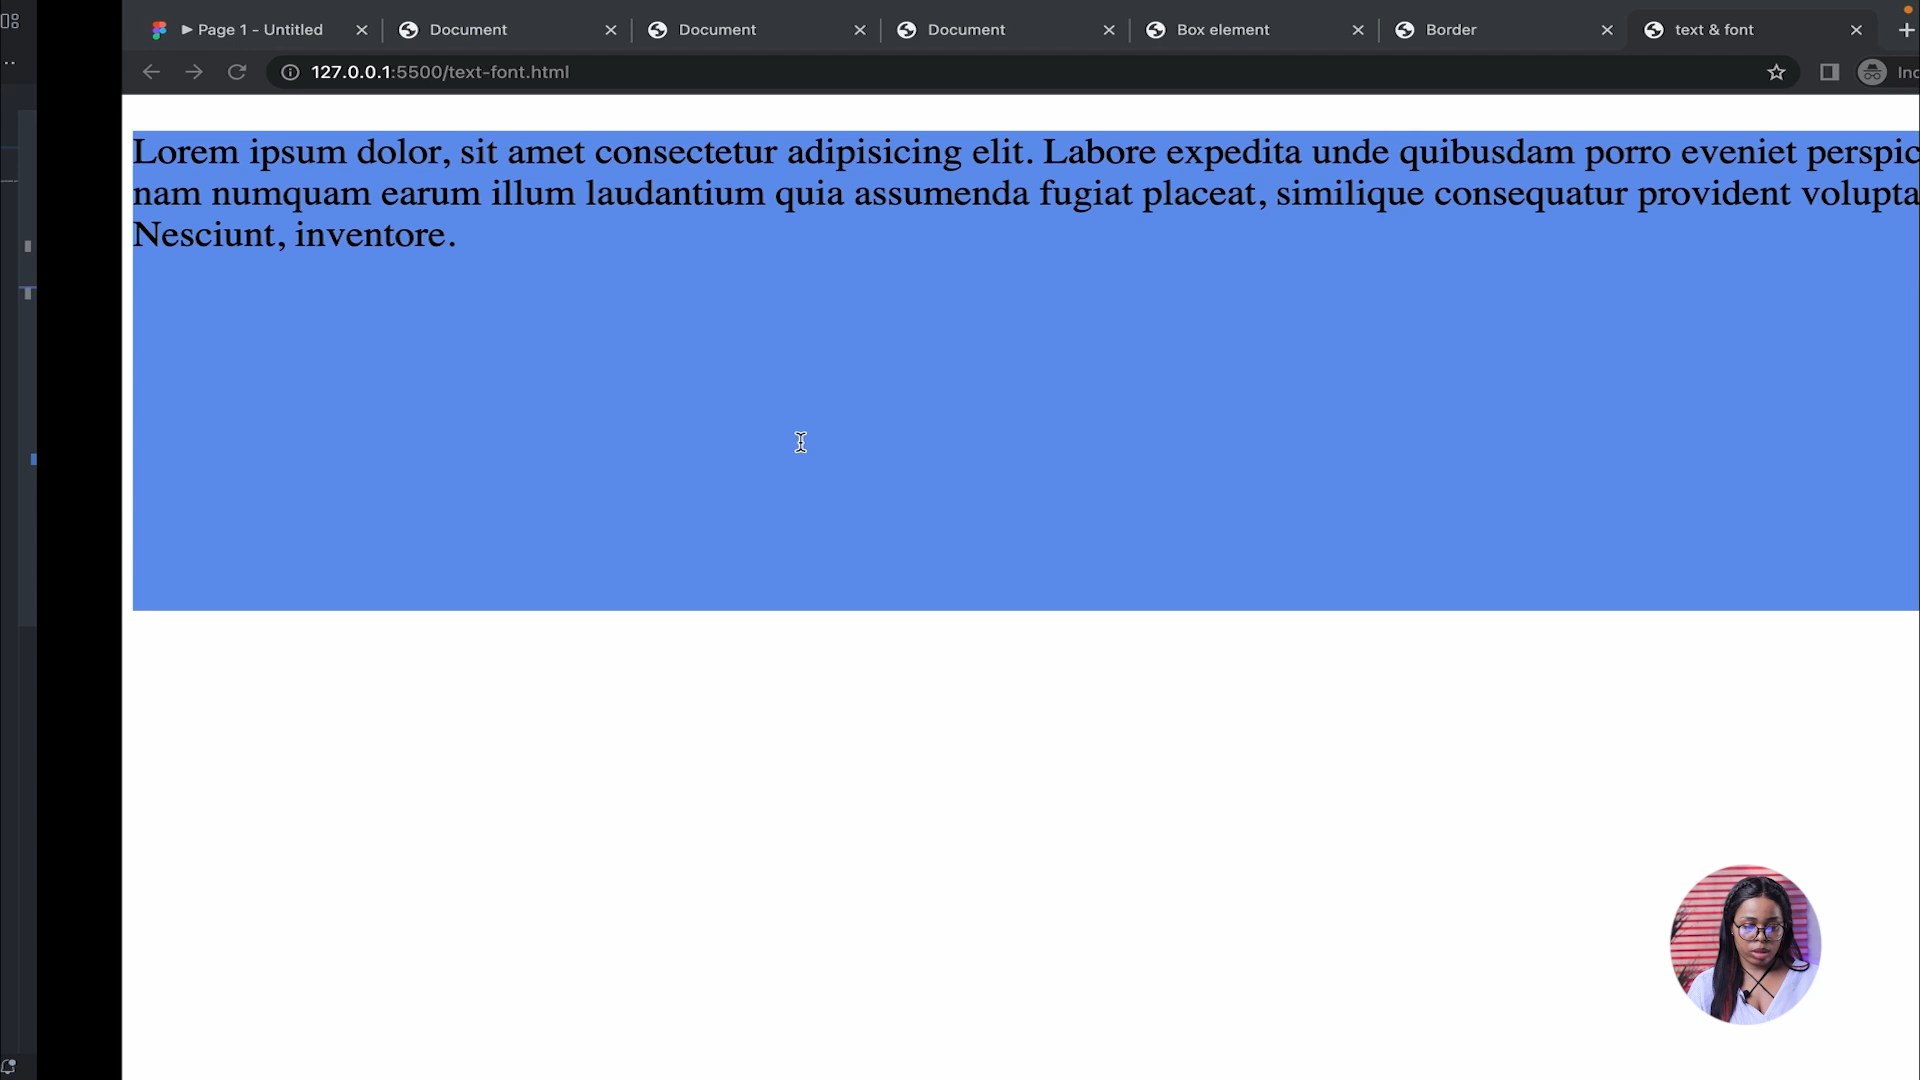 ▶ Page 1 - Untitled
Document
Document
Document
Box element
Border
text & font
127.0.0.1:5500/text-font.html
Lorem ipsum dolor, sit amet consectetur adipisicing elit. Labore expedita unde quibusdam porro eveniet perspic
nam numquam earum illum laudantium quia assumenda fugiat placeat, similique consequatur provident volupta
Nesciunt, inventore.